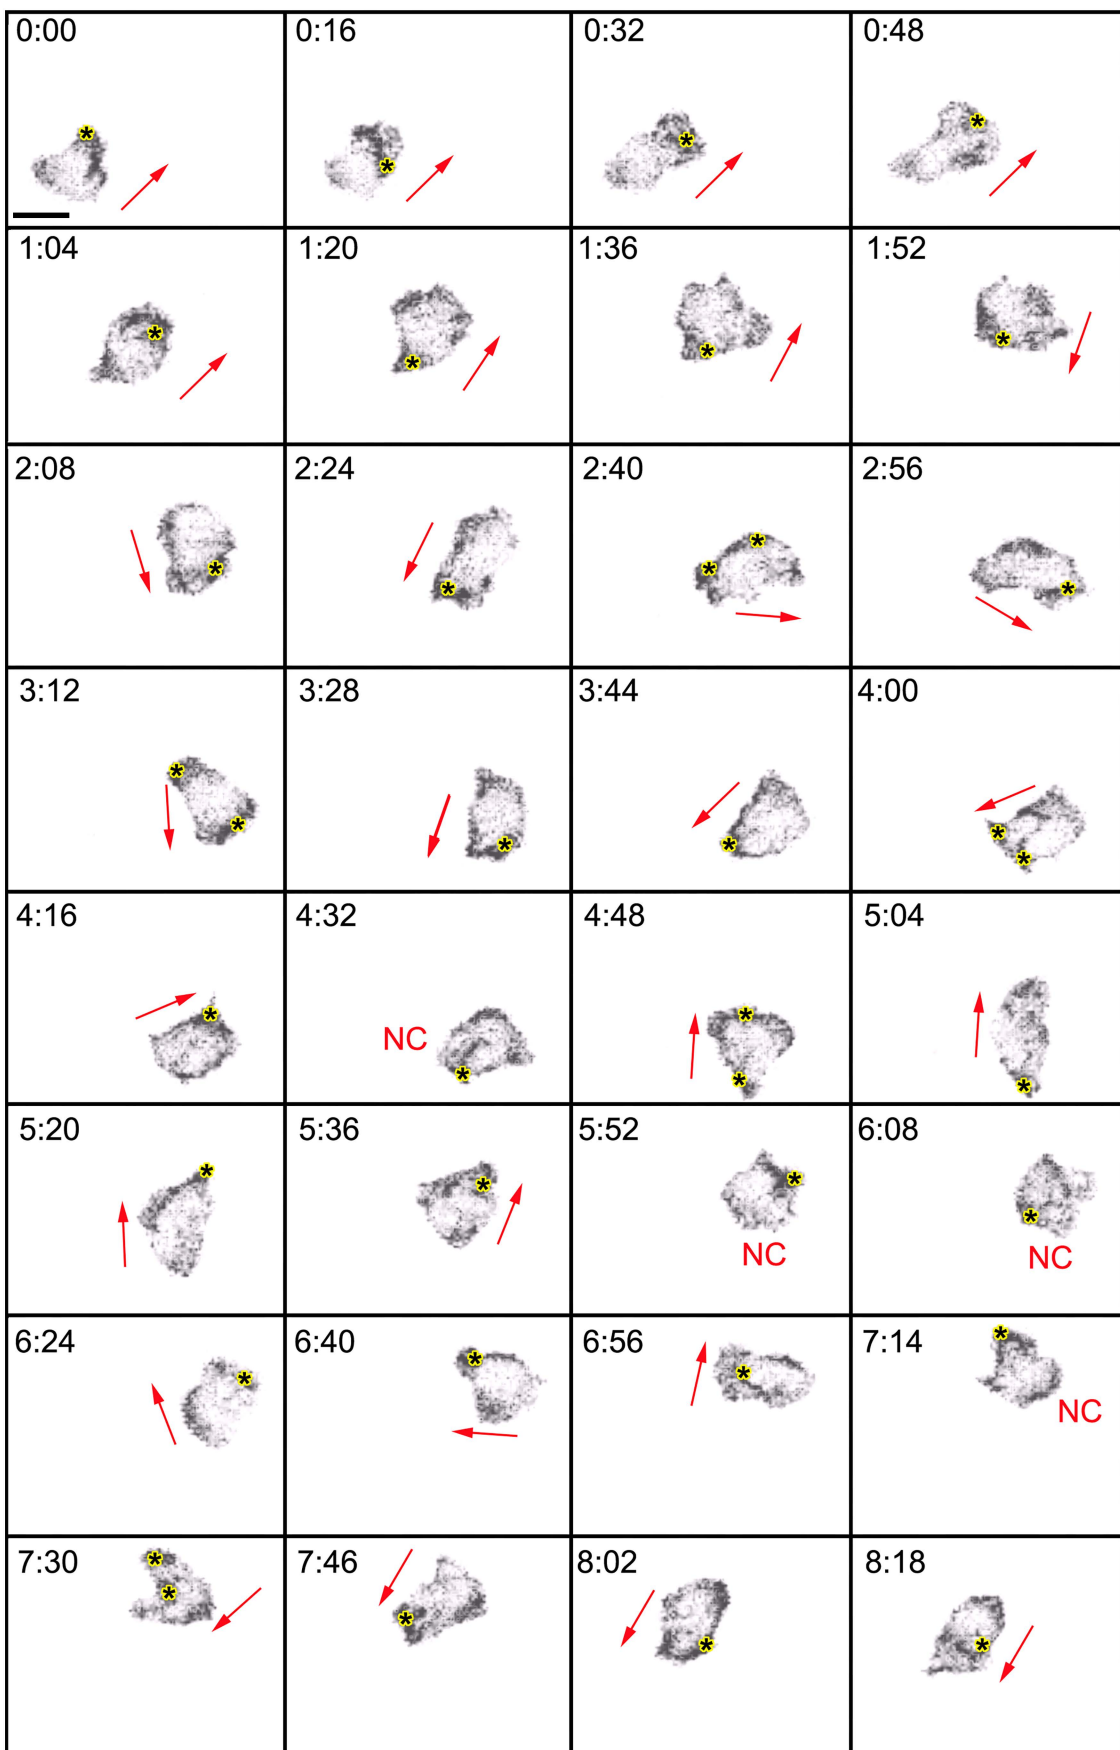 0:00 0:16 0:32 0:48
* * * *
1:04 1:20 1:36 1:52
* * * *
2:08 2:24 2:40 2:56
* * * * *
3:12 3:28 3:44 4:00
* * * * * *
4:16 4:32 4:48 5:04
* NC * * * *
5:20 5:36 5:52 6:08
* * * *
NC NC
6:24 6:40 6:56 7:14
* * * *
NC
7:30 7:46 8:02 8:18
* * * * *